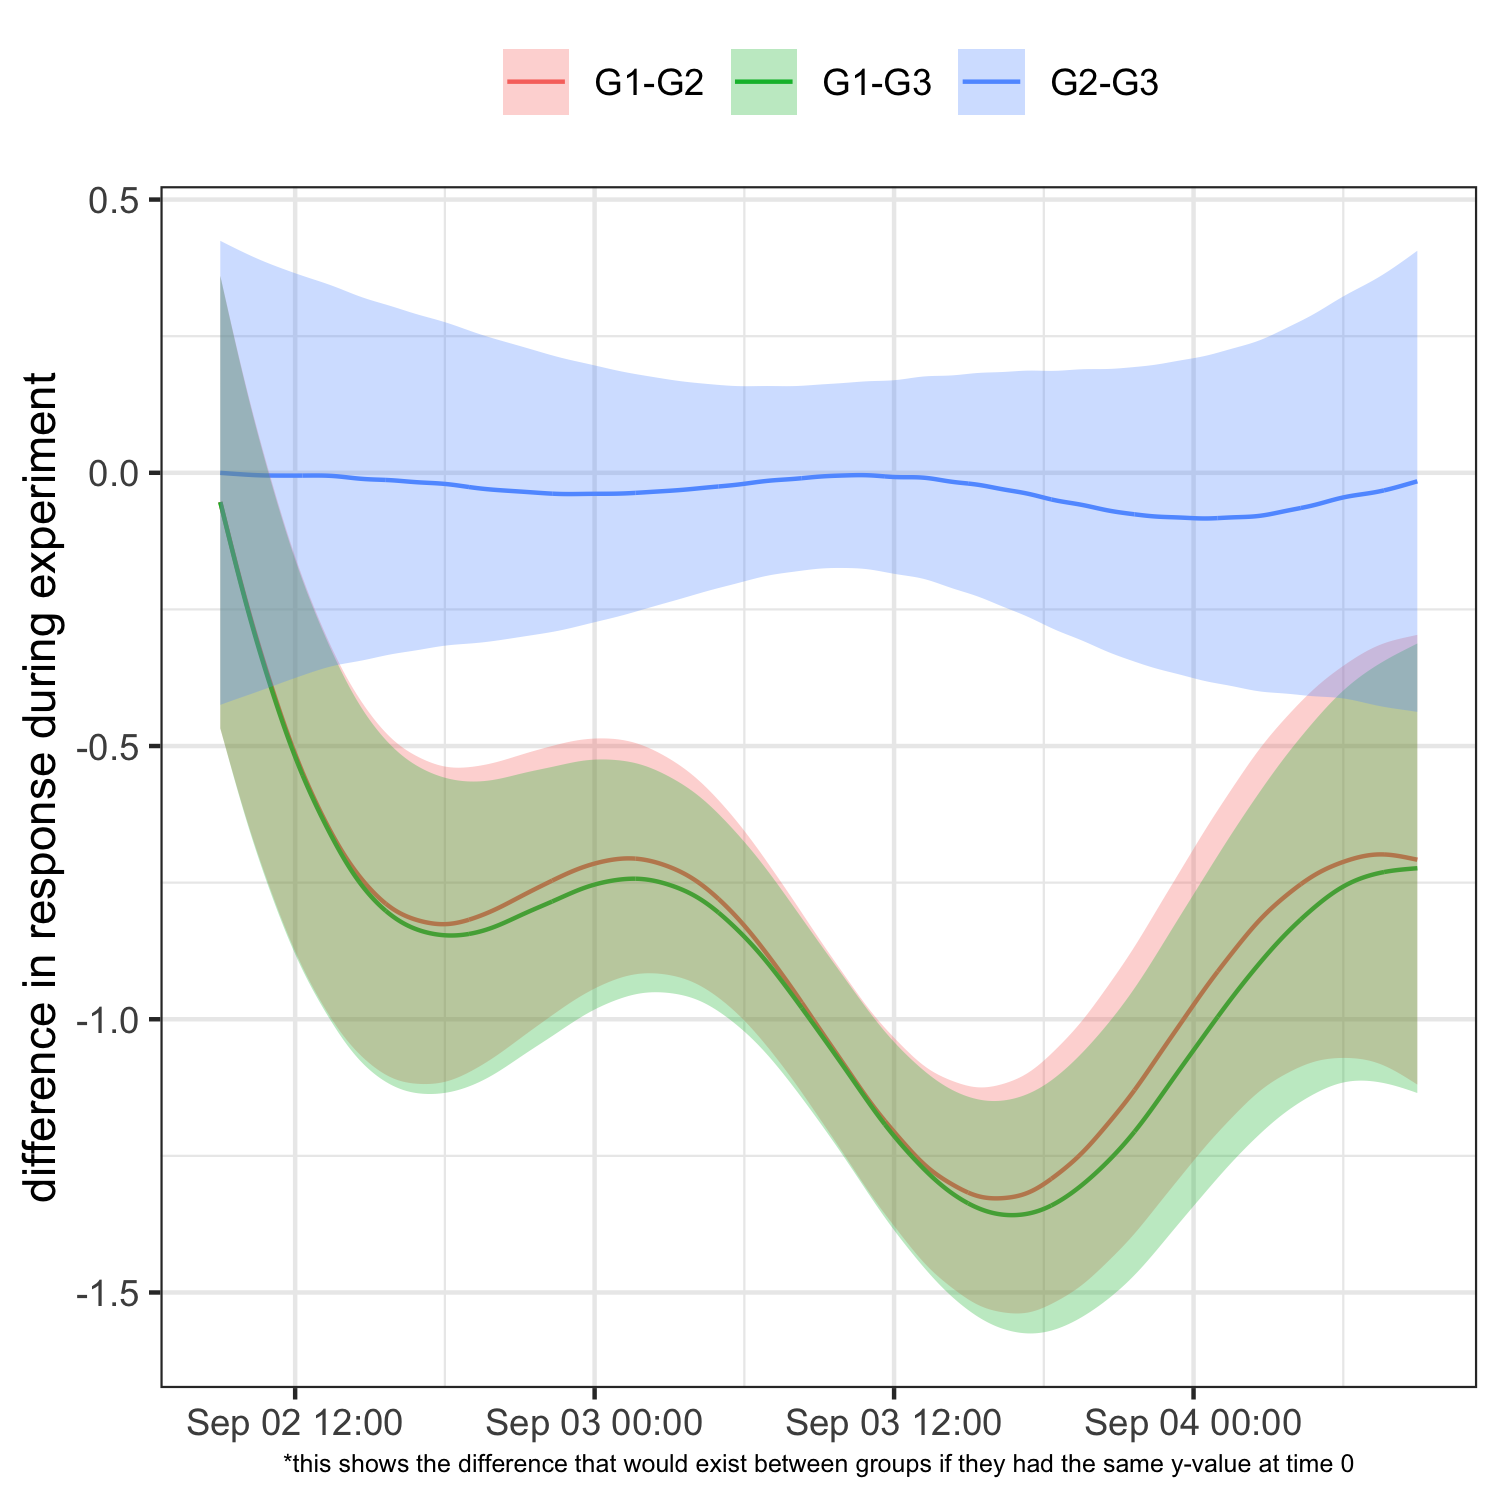 G1-G2 G1-G3 G2-G3
difference in response during experiment
0.5
0.0
-0.5
-1.0
-1.5
Sep 02 12:00 Sep 03 00:00 Sep 03 12:00 Sep 04 00:00
*this shows the difference that would exist between groups if they had the same y-value at time 0